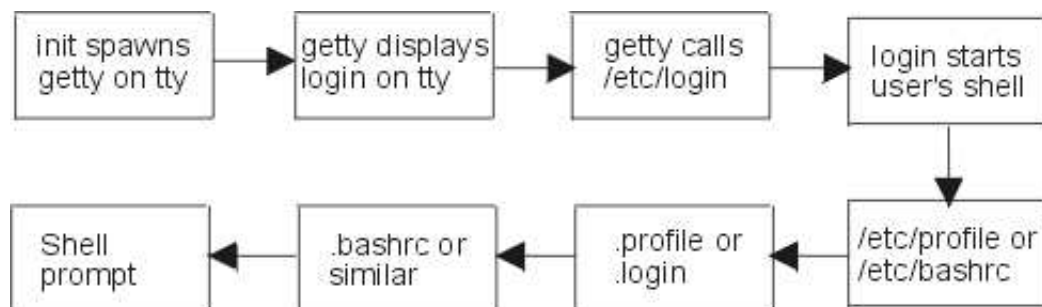 init spawns
getty on tty
getty displays
login on tty
getty calls
/etc/login
login starts
user's shell
/etc/profile or
/etc/bashrc
.profile or
.login
.bashrc or
similar
Shell
prompt